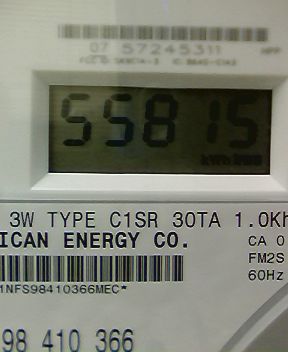 07 57245311
55815
3W TYPE C1SR 30TA 1.0Kh
ICAN ENERGY CO.
CA 0
FM2S
60Hz
1NFS98410366MEC*
98 410 366